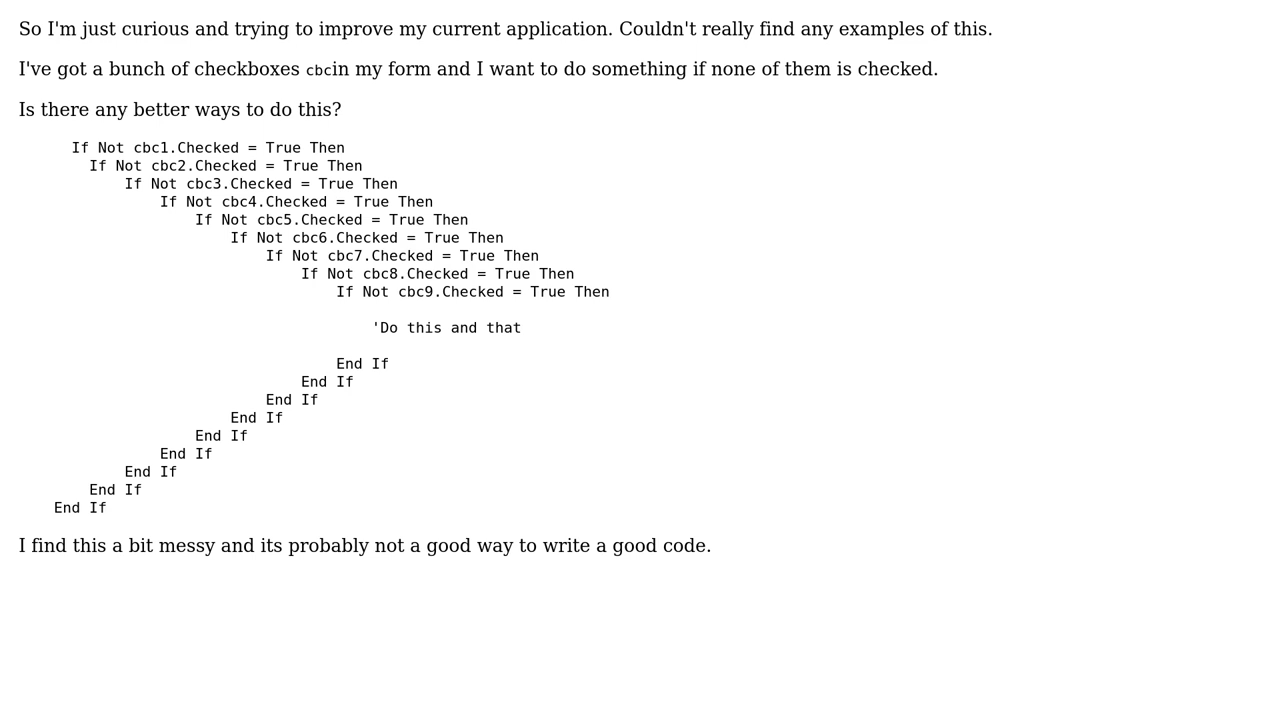 So I'm just curious and trying to improve my current application. Couldn't really find any examples of this.
I've got a bunch of checkboxes cbcin my form and I want to do something if none of them is checked.
Is there any better ways to do this?
If Not cbc1.Checked = True Then
If Not cbc2.Checked = True Then
If Not cbc3.Checked = True Then
If Not cbc4.Checked = True Then
If Not cbc5.Checked = True Then
If Not cbc6.Checked = True Then
If Not cbc7.Checked = True Then
If Not cbc8.Checked = True Then
If Not cbc9.Checked = True Then
'Do this and that
End If
End If
End If
End If
End If
End If
End If
End If
End If
I find this a bit messy and its probably not a good way to write a good code.